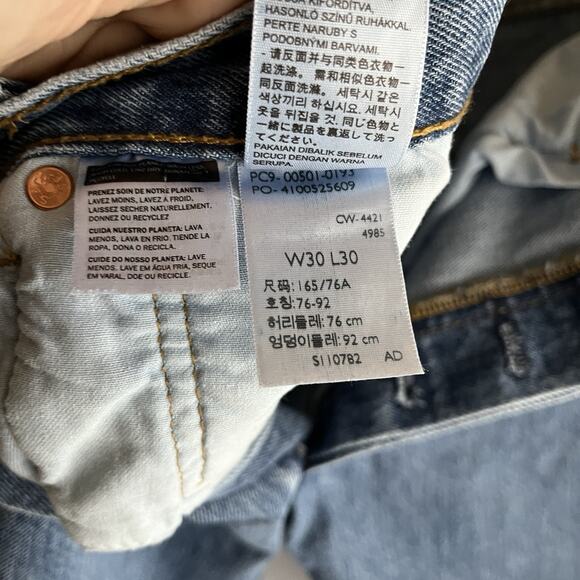 KIFORDÍTVA,
HASONLÓ SZÍNŰ RUHÁKKAL.
PERTE NARUBY S
PODOBNÝMI BARVAMI.
- 请反面并与同类色衣物一
起洗涤。 需和相似色衣物
同反面洗滌. 세탁시 같은
색상끼리 하십시요. 세탁시
옷을 뒤집을 것. 同じ色の衣類と
一緒に製品を裏返して洗っ
てください。
PAKAIAN DIBALIK SEBELUM
DICUCI DENGAN WARNA
SERUPA.
PC9- 00501-0193
PO- 4100525609
CW-4421
4985
W30 L30
尺码: 165/76A
호칭:76-92
허리둘레: 76 cm
엉덩이둘레: 92 cm
S110782 AD
PRENEZ SOIN DE NOTRE PLANETE:
LAVEZ MOINS, LAVEZ À FROID,
LAISSEZ SECHER NATURELLEMENT,
DONNEZ OU RECYCLEZ
CUIDA NUESTRO PLANETA: LAVA
MENOS, LAVA EN FRIO, TIENDE LA
ROPA, DONA O RECICLA.
CUIDE DO NOSSO PLANETA: LAVE
MENOS, LAVE EM ÁGUA FRIA, SEQUE
EM VARAL, DOE OU RECICLE.